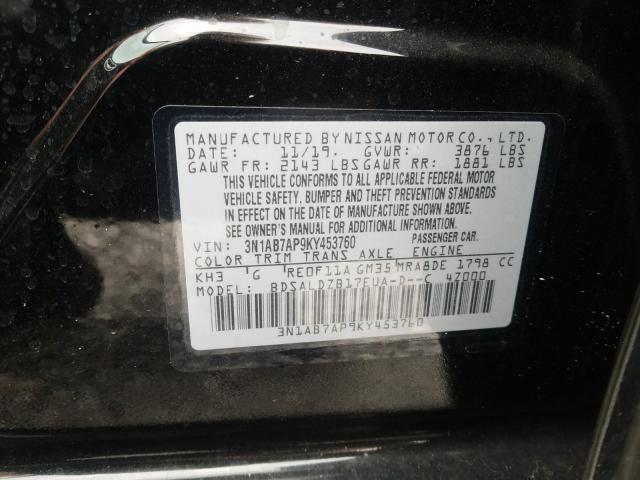 MANUFACTURED BY NISSAN MOTOR CO., LTD.
DATE: 11/19. GVWR: 3876 LBS
GAWR FR: 2143 LBS GAWR RR: 1881 LBS
THIS VEHICLE CONFORMS TO ALL APPLICABLE FEDERAL MOTOR
VEHICLE SAFETY, BUMPER AND THEFT PREVENTION STANDARDS
IN EFFECT ON THE DATE OF MANUFACTURE SHOWN ABOVE.
SEE OWNER'S MANUAL FOR ADDITIONAL INFORMATION.
VIN: 3N1AB7AP9KY453760 PASSENGER CAR.
COLOR TRIM TRANS AXLE ENGINE
KH3 G RE0F11A GM35 MRA8DE 1798 CC
MODEL: BDSALDZB17EUA-D--C 4Z000
3N1AB7AP9KY453760